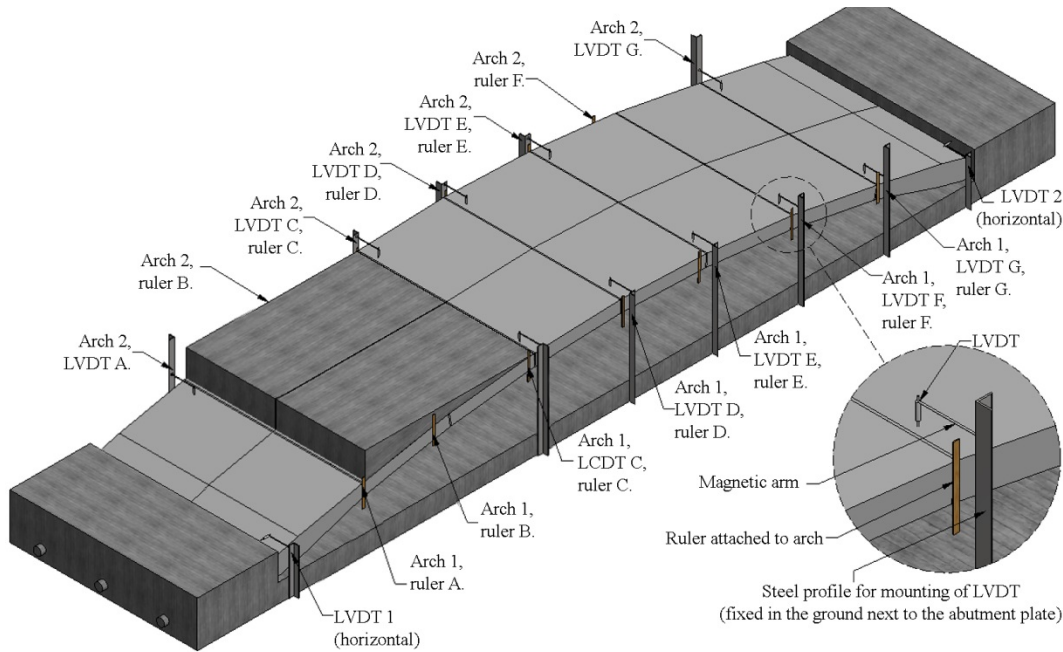 Arch 2,
LVDT G.
Arch 2,
ruler F.
Arch 2,
LVDT E,
ruler E.
Arch 2,
LVDT D,
ruler D.
Arch 2,
LVDT C,
ruler C.
Arch 2,
ruler B.
Arch 2,
LVDT A.
LVDT 2
(horizontal)
Arch 1,
LVDT G,
ruler G.
Arch 1,
LVDT F,
ruler F.
Arch 1,
LVDT E,
ruler E.
Arch 1,
LVDT D,
ruler D.
Arch 1,
LCDT C,
ruler C.
Arch 1,
ruler B.
Arch 1,
ruler A.
LVDT 1
(horizontal)
LVDT
Magnetic arm
Ruler attached to arch
Steel profile for mounting of LVDT
(fixed in the ground next to the abutment plate)